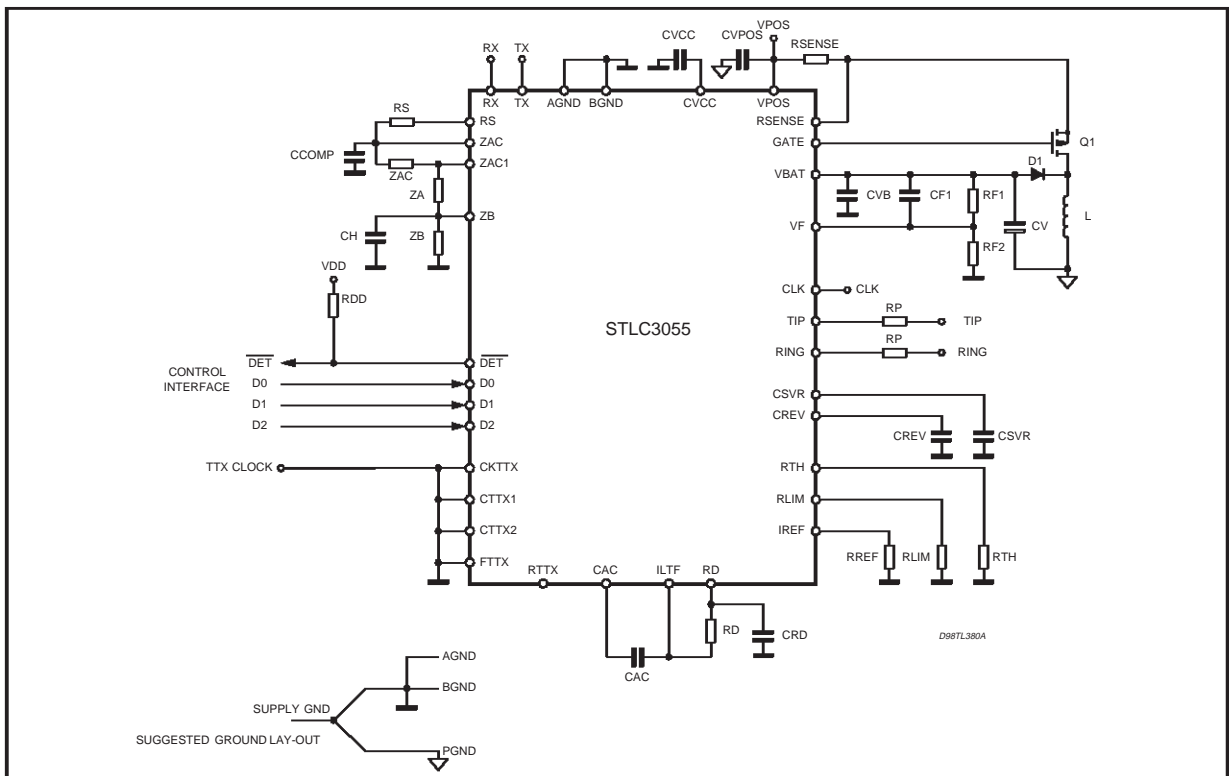 VPOS
RX TX CVCC CVPOS RSENSE
RX TX AGND BGND CVCC VPOS
RS RS RSENSE
ZAC GATE Q1
CCOMP
ZAC ZAC1 VBAT D1
ZA CVB CF1 RF1
ZB VF CV L
CH ZB RF2
VDD
RDD CLK CLK
STLC3055 TIP RP TIP
RING RP RING
DET DET
CONTROL INTERFACE
D0 D0
D1 D1
D2 D2
CSVR
CREV CREV CSVR
TTX CLOCK CKTTX RTH
CTTX1 RLIM
CTTX2 IREF
FTTX RREF RLIM RTH
RTTX CAC ILTF RD
RD CRD
CAC
D98TL380A
AGND
BGND
SUPPLY GND
SUGGESTED GROUND LAY-OUT
PGND